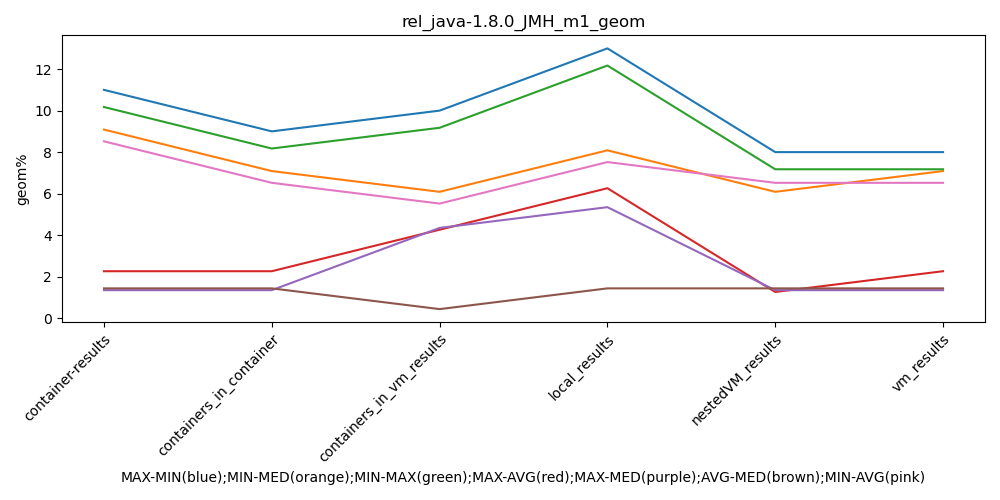 rel_java-1.8.0_JMH_m1_geom
geom%
12
10
8
6
4
2
0
container-results
containers_in_container
containers_in_vm_results
local_results
nestedVM_results
vm_results
MAX-MIN(blue);MIN-MED(orange);MIN-MAX(green);MAX-AVG(red);MAX-MED(purple);AVG-MED(brown);MIN-AVG(pink)